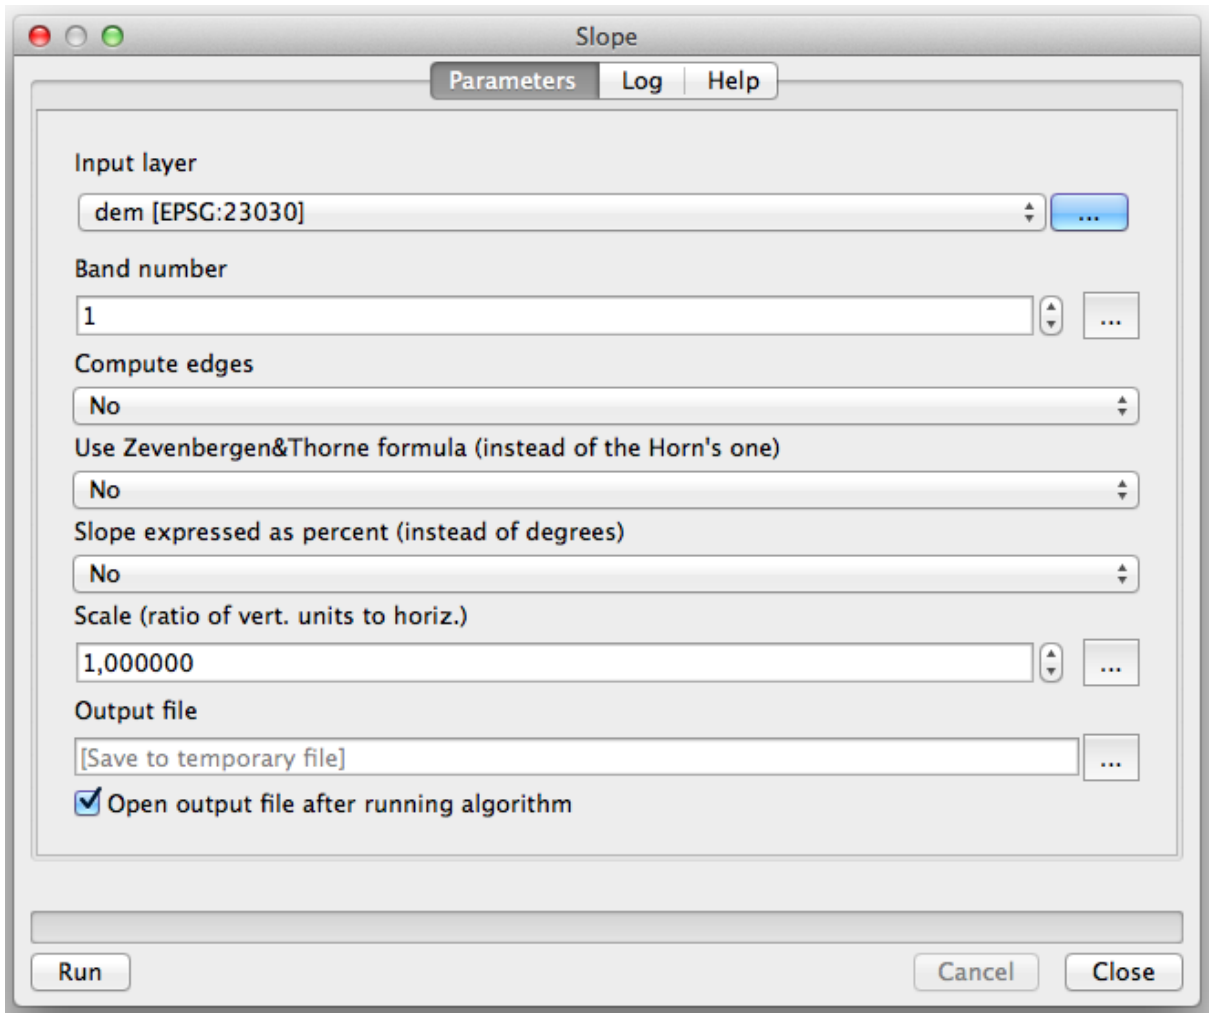 Slope
Parameters Log Help
Input layer
dem [EPSG:23030]
...
Band number
1
...
Compute edges
No
Use Zevenbergen&Thorne formula (instead of the Horn's one)
No
Slope expressed as percent (instead of degrees)
No
Scale (ratio of vert. units to horiz.)
1,000000
...
Output file
[Save to temporary file]
...
Open output file after running algorithm
Run Cancel Close